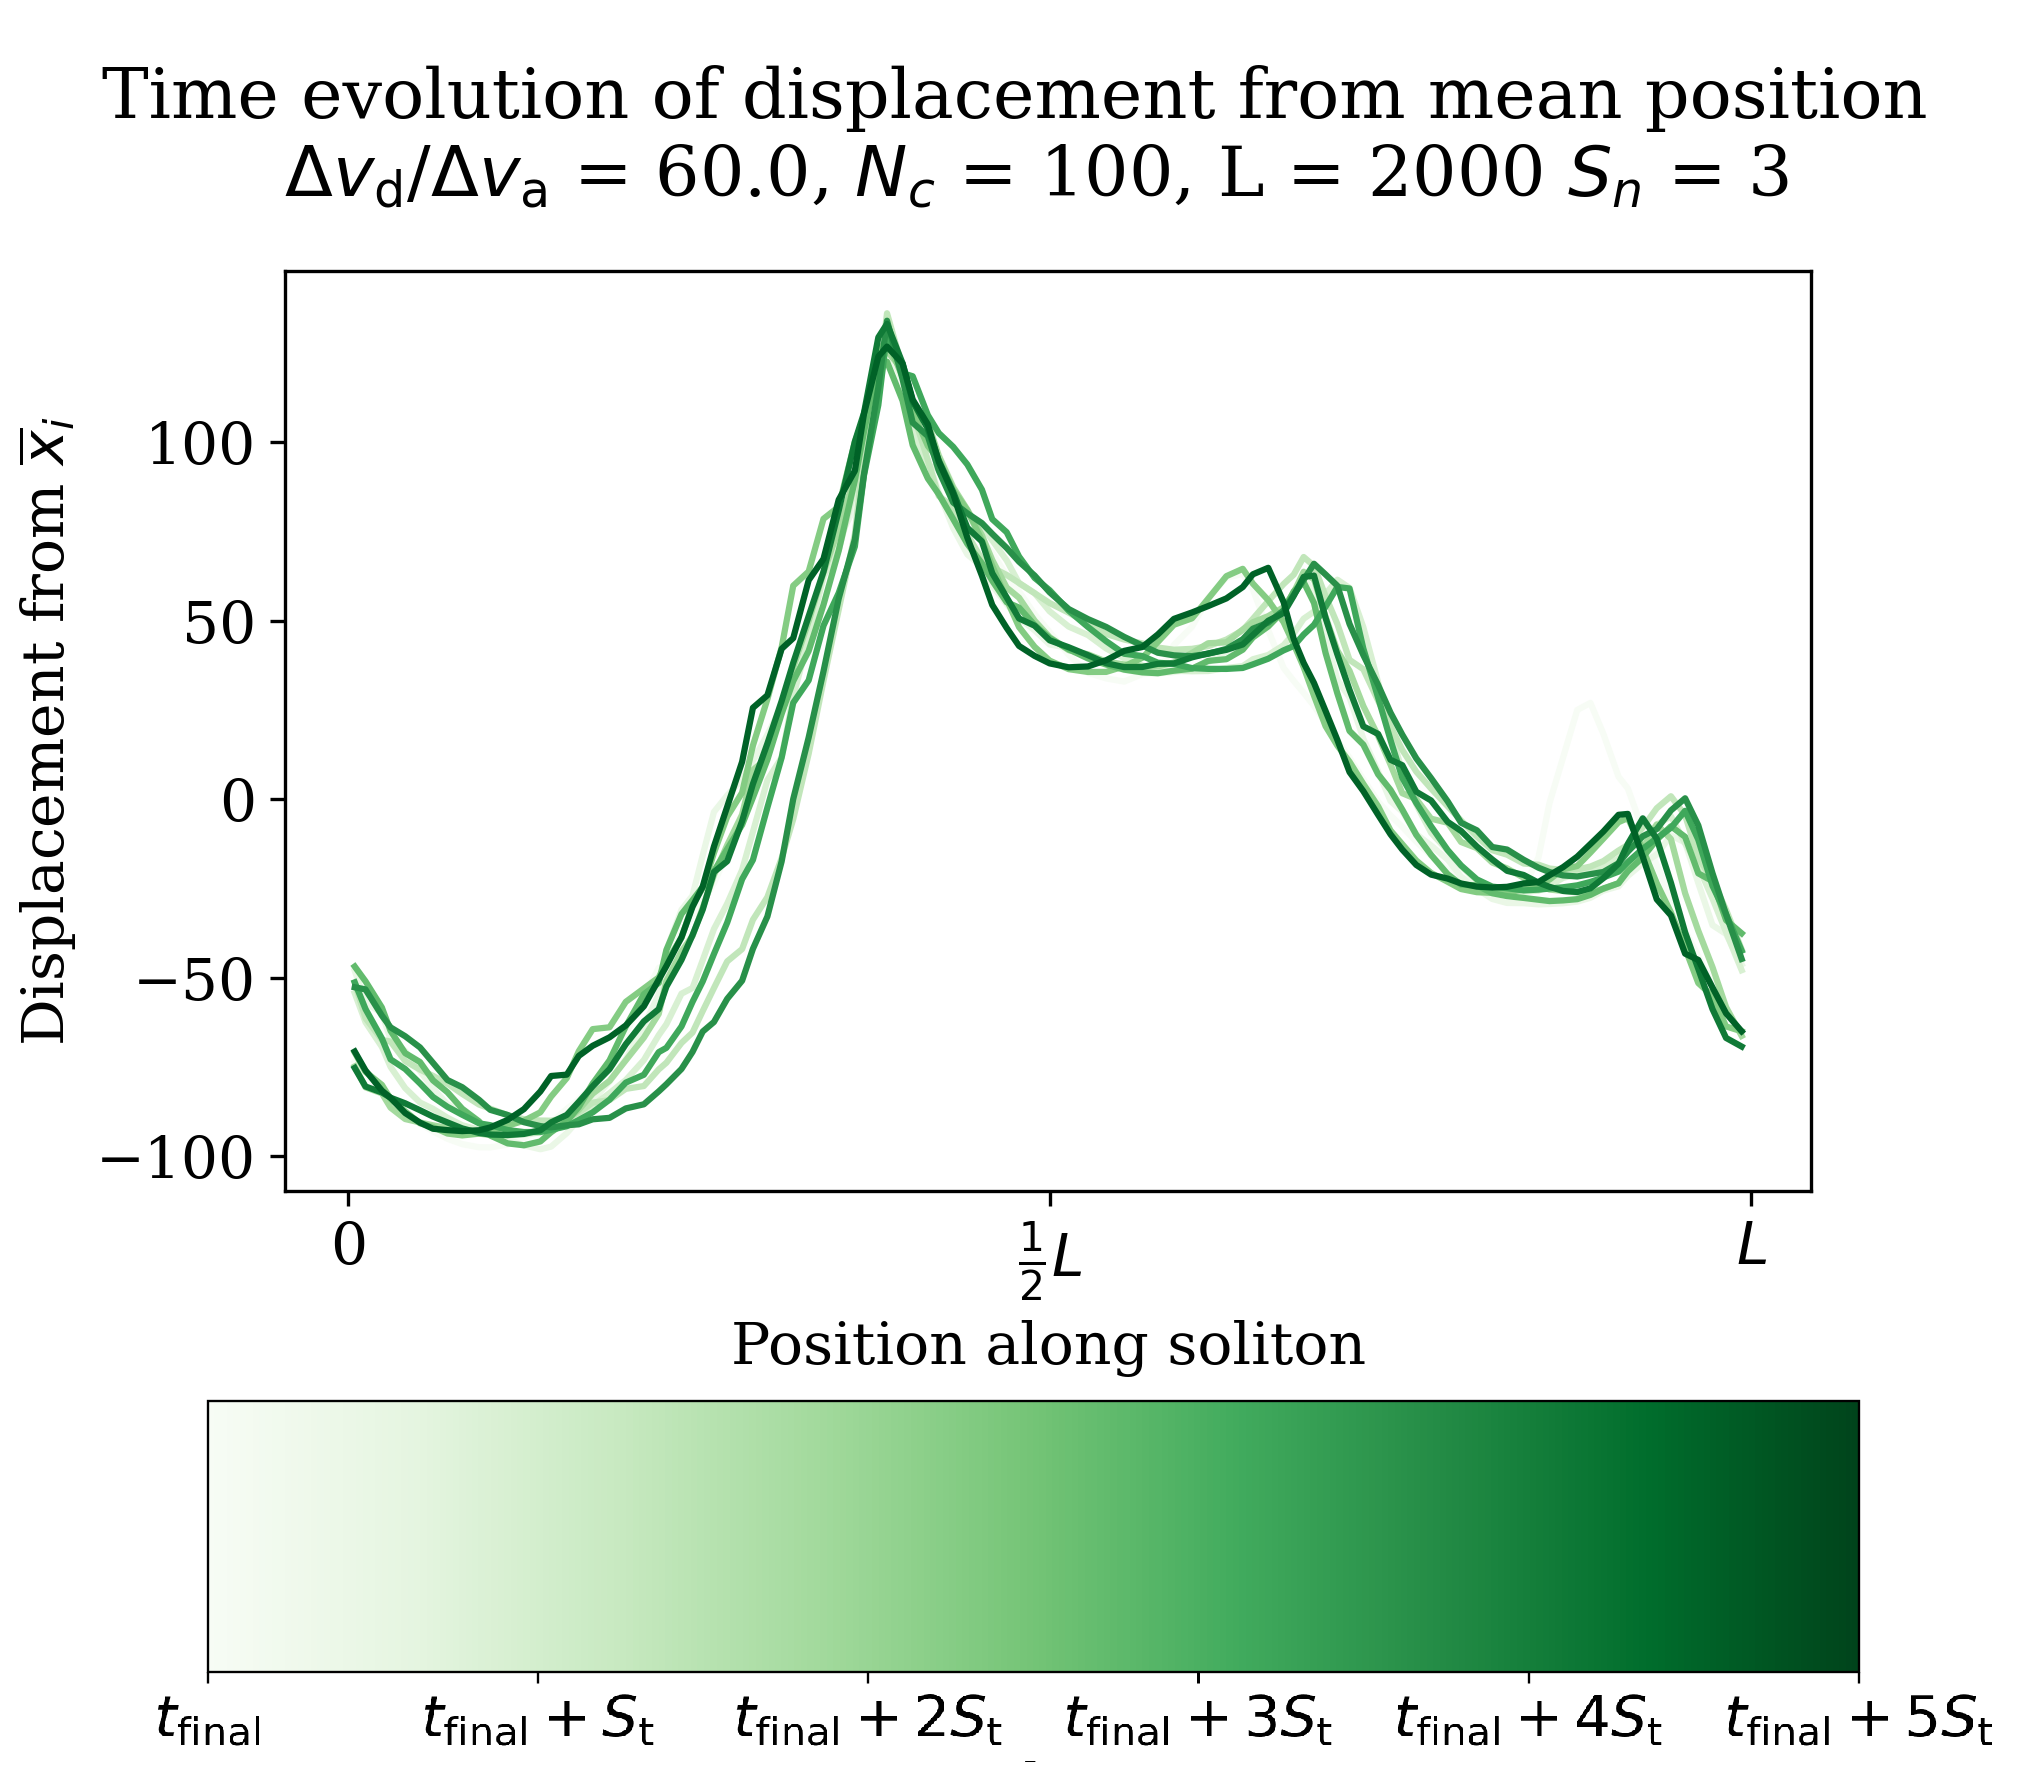 Time evolution of displacement from mean position
Δv_d/Δv_a = 60.0, N_c = 100, L = 2000 S_n = 3
Displacement from x̅_i
100
50
0
−50
−100
0
½L
L
Position along soliton
t_final
t_final + S_t
t_final + 2S_t
t_final + 3S_t
t_final + 4S_t
t_final + 5S_t